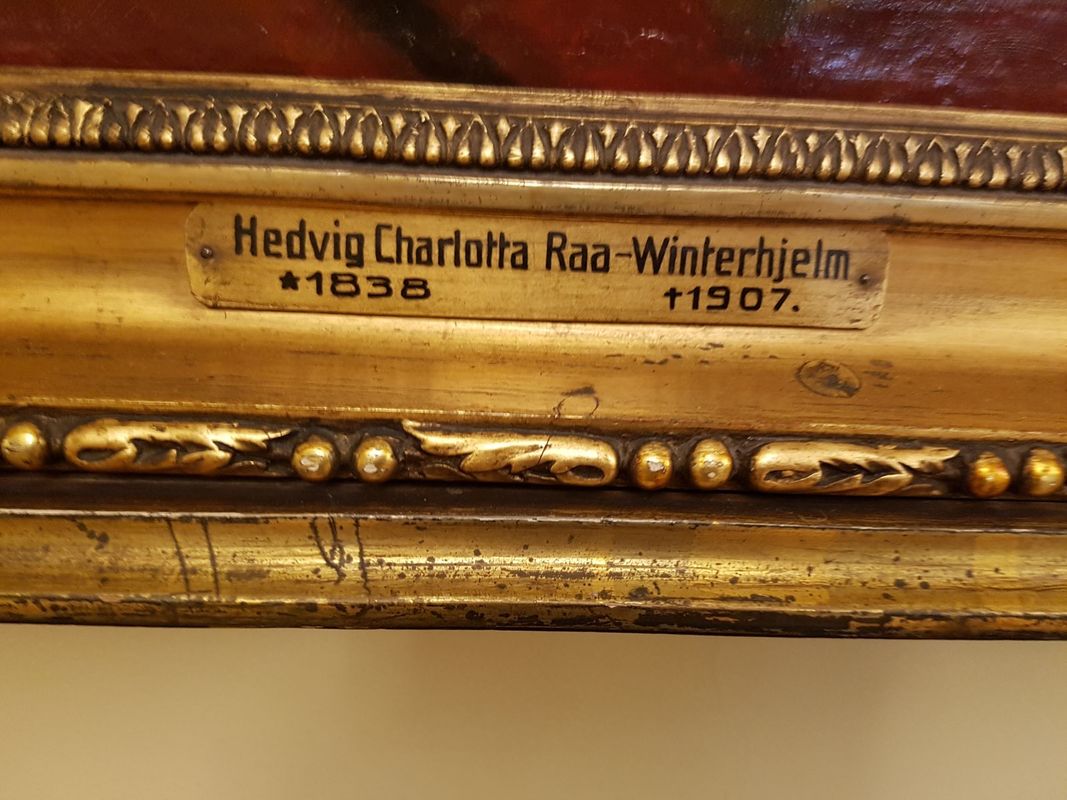 Hedvig Charlotta Raa-Winterhjelm
★1838 †1907.